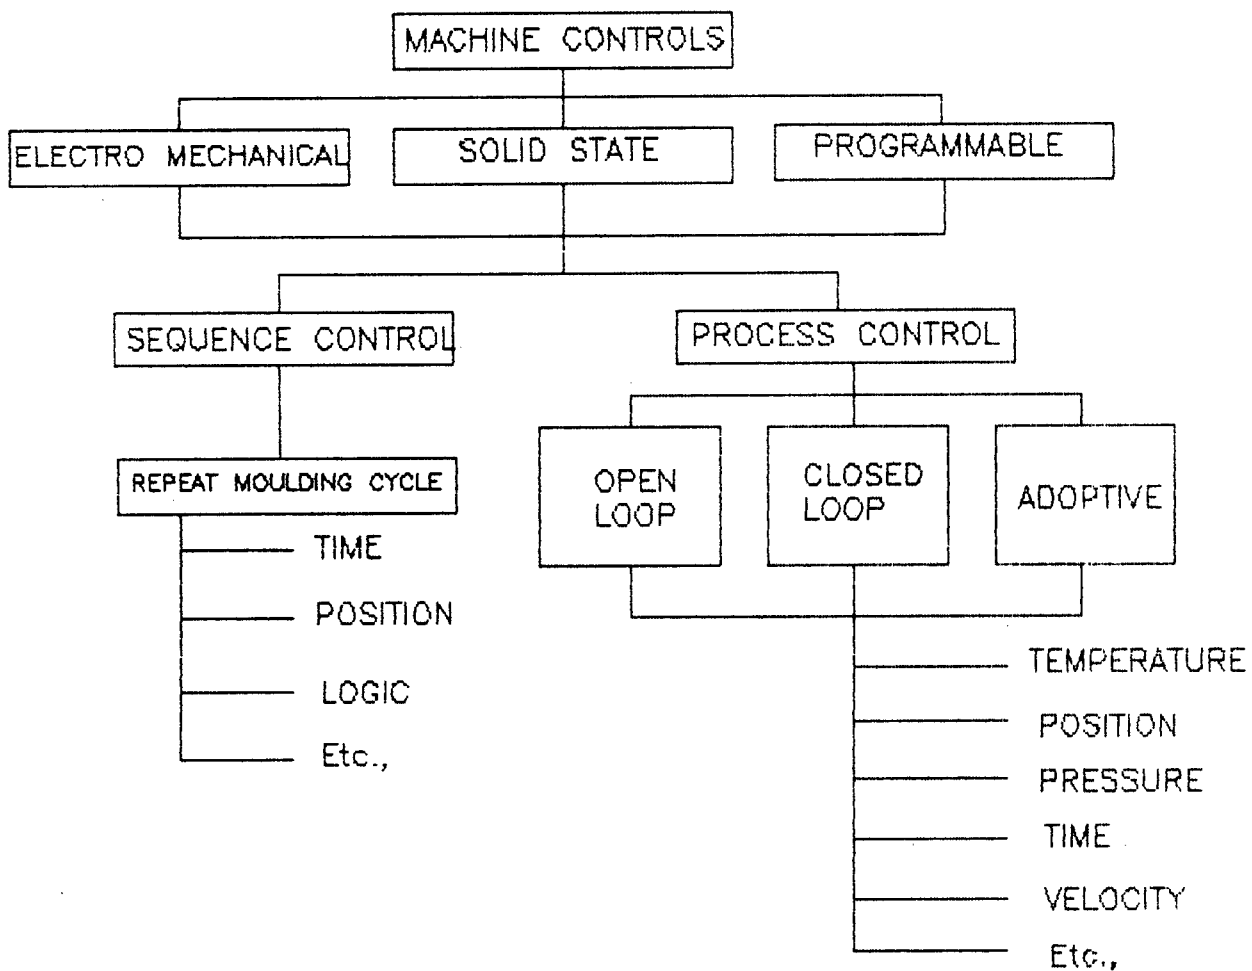 MACHINE CONTROLS
ELECTRO MECHANICAL
SOLID STATE
PROGRAMMABLE
SEQUENCE CONTROL
PROCESS CONTROL
REPEAT MOULDING CYCLE
TIME
POSITION
LOGIC
Etc.,
OPEN
LOOP
CLOSED
LOOP
ADOPTIVE
TEMPERATURE
POSITION
PRESSURE
TIME
VELOCITY
Etc.,